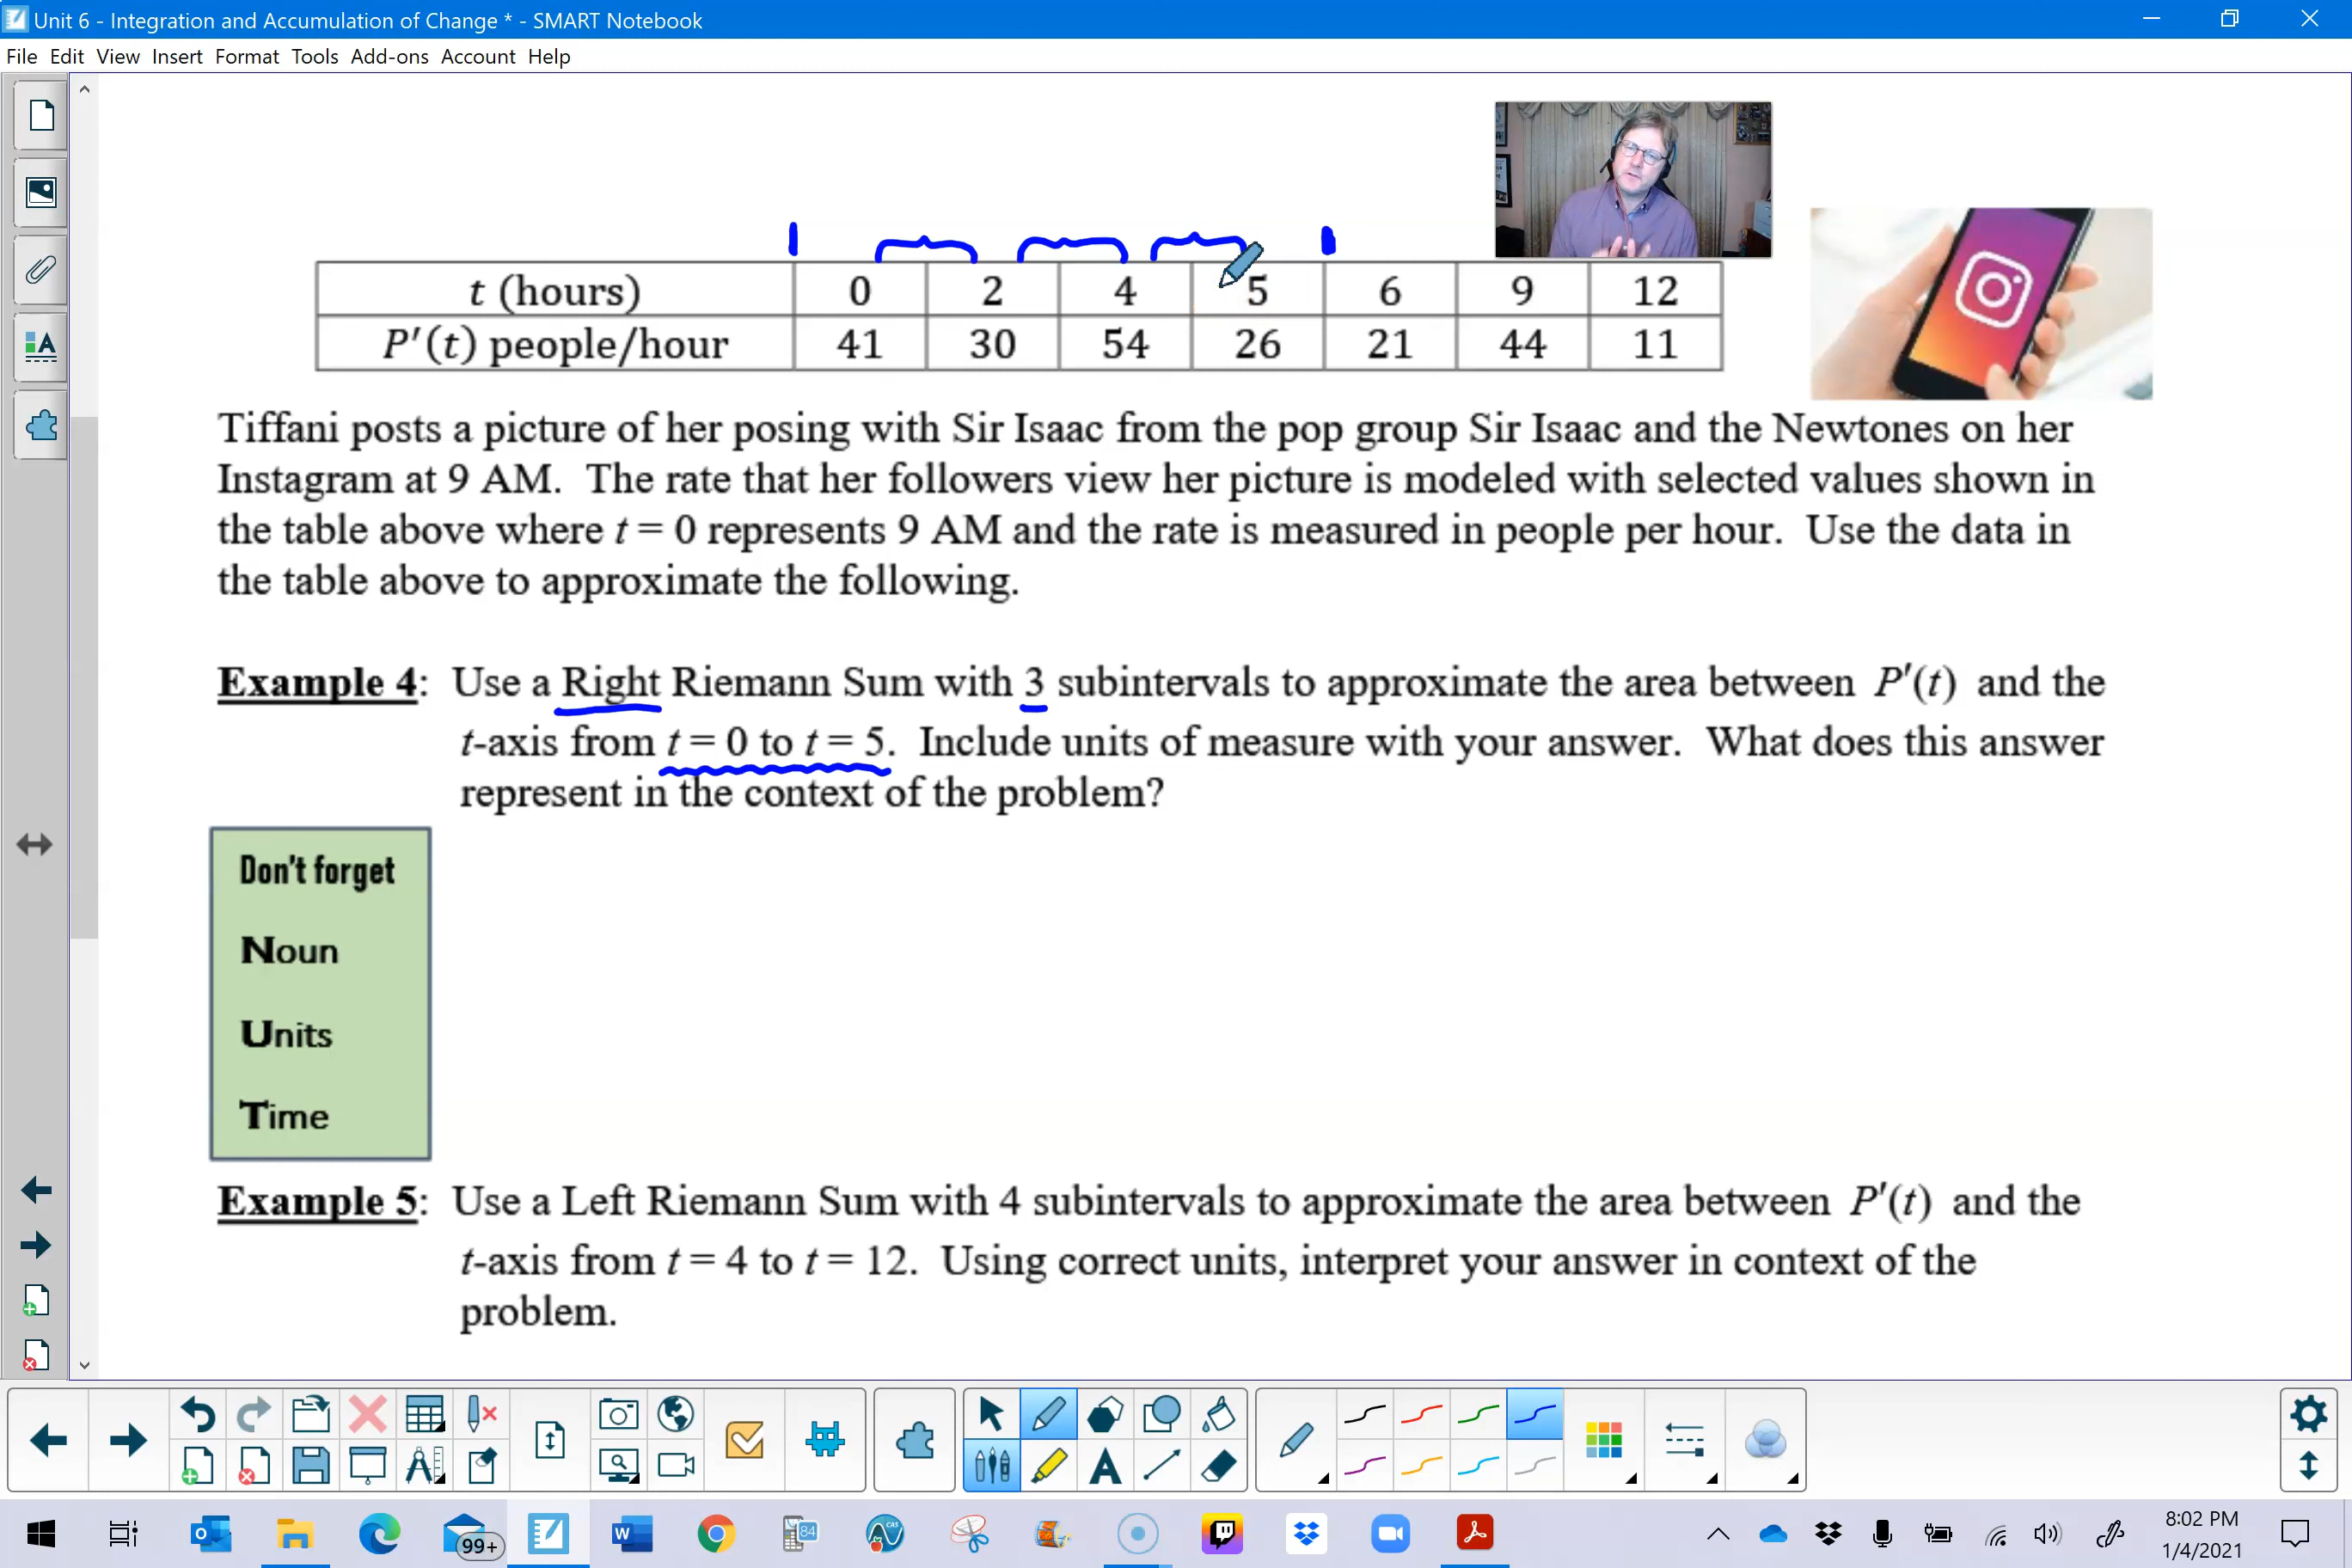 Unit 6 - Integration and Accumulation of Change * - SMART Notebook
File Edit View Insert Format Tools Add-ons Account Help
t (hours) 0 2 4 5 6 9 12
P′(t) people/hour 41 30 54 26 21 44 11
Tiffani posts a picture of her posing with Sir Isaac from the pop group Sir Isaac and the Newtones on her
Instagram at 9 AM. The rate that her followers view her picture is modeled with selected values shown in
the table above where t = 0 represents 9 AM and the rate is measured in people per hour. Use the data in
the table above to approximate the following.
Example 4: Use a Right Riemann Sum with 3 subintervals to approximate the area between P′(t) and the
t-axis from t = 0 to t = 5. Include units of measure with your answer. What does this answer
represent in the context of the problem?
Don't forget
Noun
Units
Time
Example 5: Use a Left Riemann Sum with 4 subintervals to approximate the area between P′(t) and the
t-axis from t = 4 to t = 12. Using correct units, interpret your answer in context of the
problem.
99+
84
CAS
8:02 PM
1/4/2021